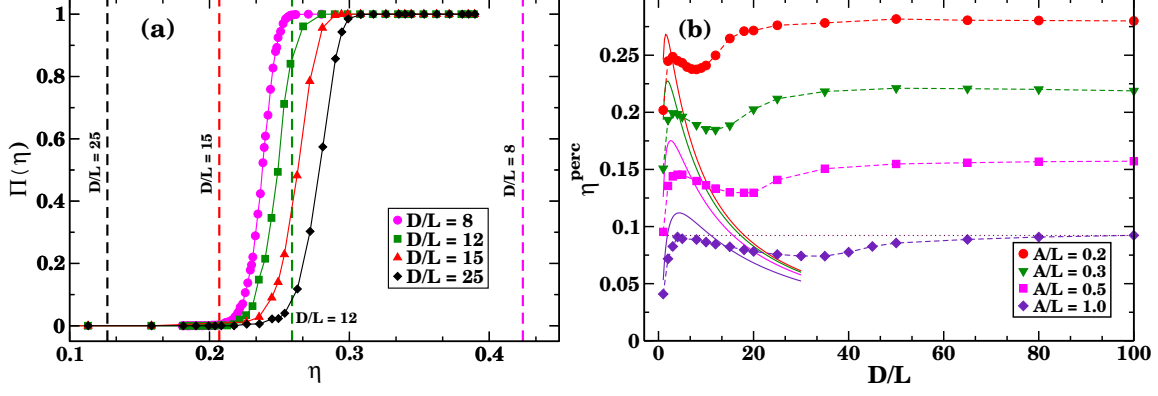 (a)
1
0.8
0.6
0.4
0.2
0
Π(η)
0.1
0.2
0.3
0.4
η
D/L = 25
D/L = 15
D/L = 12
D/L = 8
D/L = 8
D/L = 12
D/L = 15
D/L = 25
(b)
0.25
0.2
0.15
0.1
0.05
0
η^perc
0
20
40
60
80
100
D/L
A/L = 0.2
A/L = 0.3
A/L = 0.5
A/L = 1.0